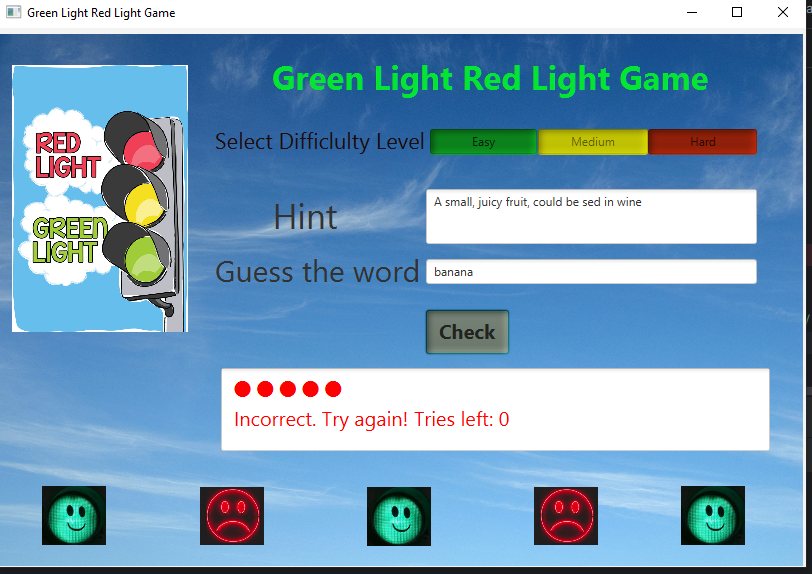 Green Light Red Light Game
Green Light Red Light Game
RED
LIGHT
GREEN
LIGHT
Select Difficlulty Level Easy Medium Hard
Hint A small, juicy fruit, could be sed in wine
Guess the word banana
Check
Incorrect. Try again! Tries left: 0